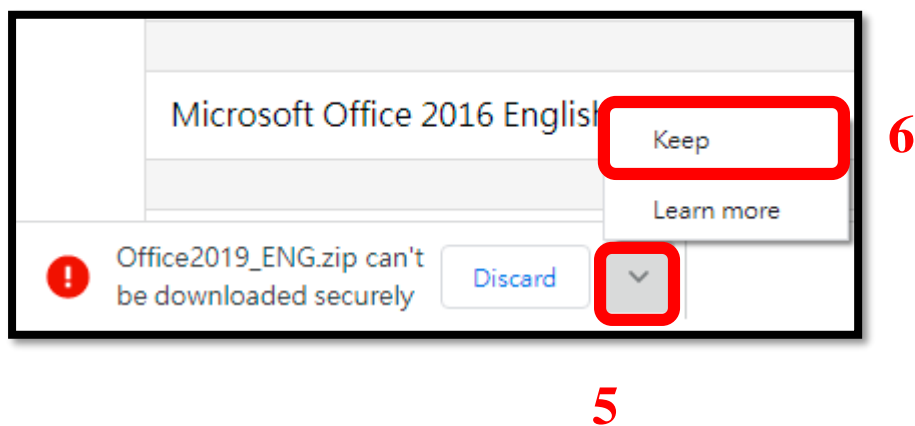 Microsoft Office 2016 English
Keep
6
Learn more
Office2019_ENG.zip can't
be downloaded securely
Discard
5